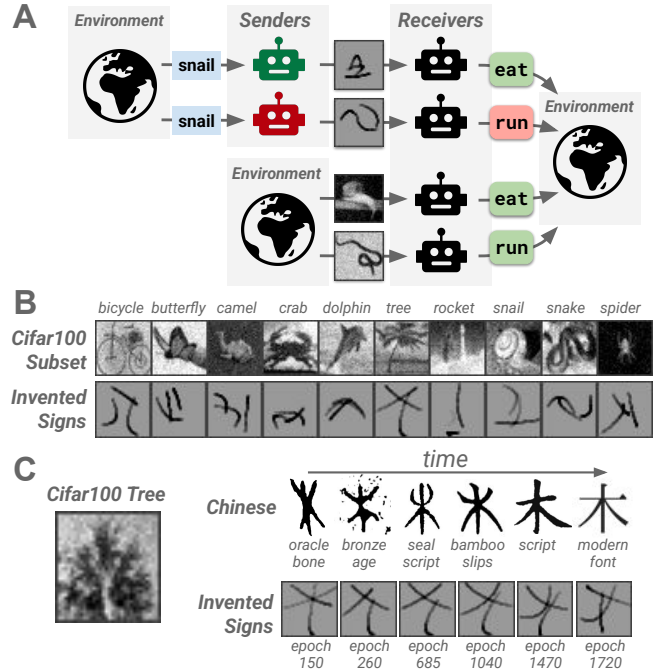 A
Environment
Senders
Receivers
snail
eat
snail
run
Environment
Environment
eat
run
B
bicycle butterfly camel crab dolphin tree rocket snail snake spider
Cifar100
Subset
Invented
Signs
C
time
Cifar100 Tree
Chinese
木
oracle bronze seal bamboo script modern
bone age script slips font
Invented
Signs
epoch epoch epoch epoch epoch epoch
150 260 685 1040 1470 1720